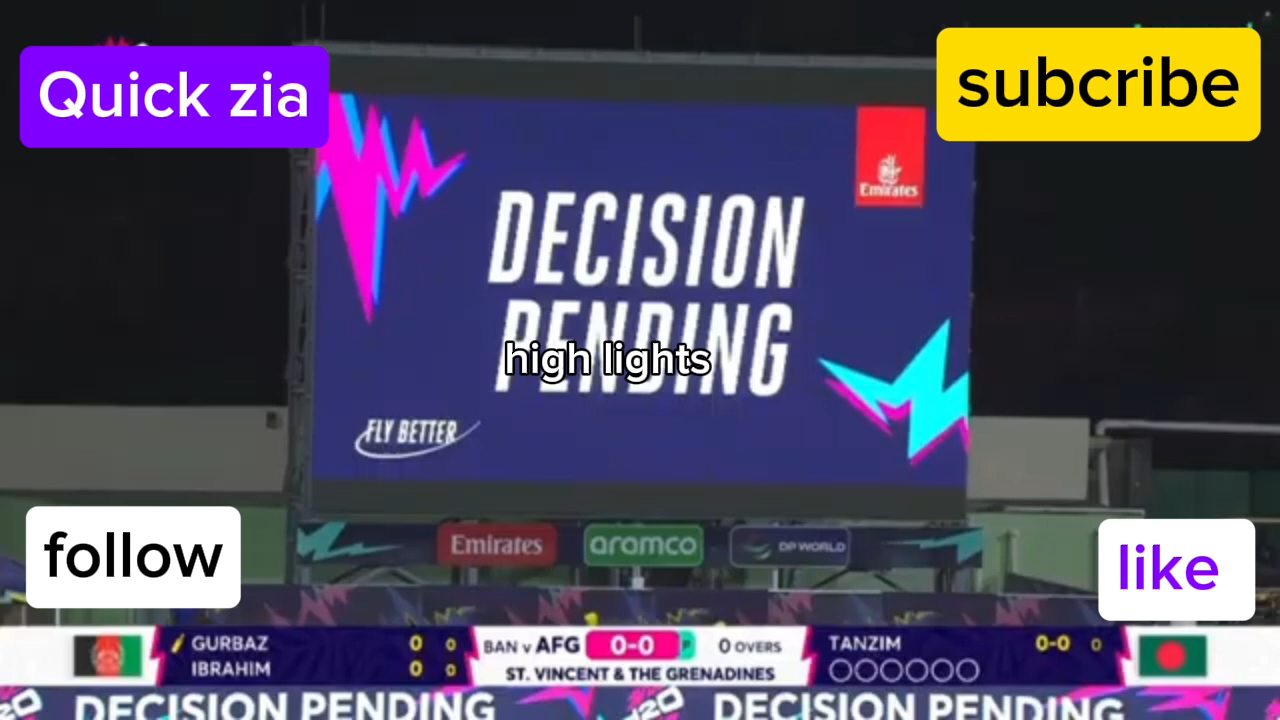 Quick zia
subcribe
Emirates
DECISION
PENDING
high lights
FLY BETTER
Emirates
aramco
DP WORLD
follow
like
GURBAZ 0 0
IBRAHIM 0 0
BAN v AFG 0-0 P 0 OVERS
ST. VINCENT & THE GRENADINES
TANZIM 0-0 0
DECISION PENDING
DECISION PENDING